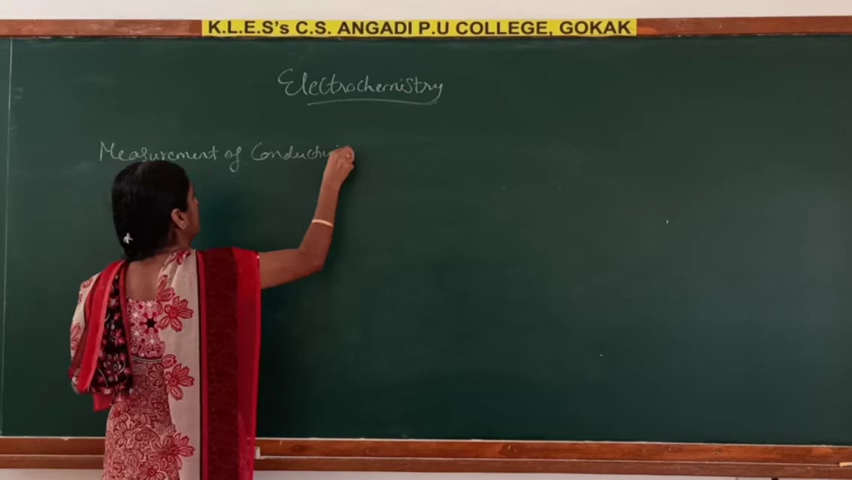 K.L.E.S's C.S. ANGADI P.U COLLEGE, GOKAK
Electrochemistry
Measurement of